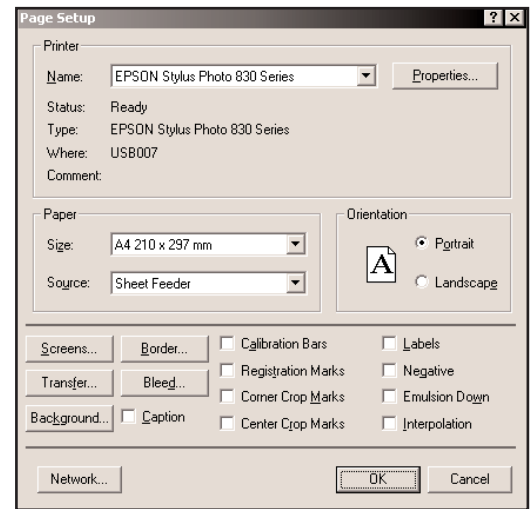 Page Setup
Printer
Name: EPSON Stylus Photo 830 Series Properties...
Status: Ready
Type: EPSON Stylus Photo 830 Series
Where: USB007
Comment:
Paper
Size: A4 210 x 297 mm
Source: Sheet Feeder
Orientation
A
Portrait
Landscape
Screens... Border... Calibration Bars Labels
Transfer... Bleed... Registration Marks Negative
Corner Crop Marks Emulsion Down
Background... Caption Center Crop Marks Interpolation
Network... OK Cancel